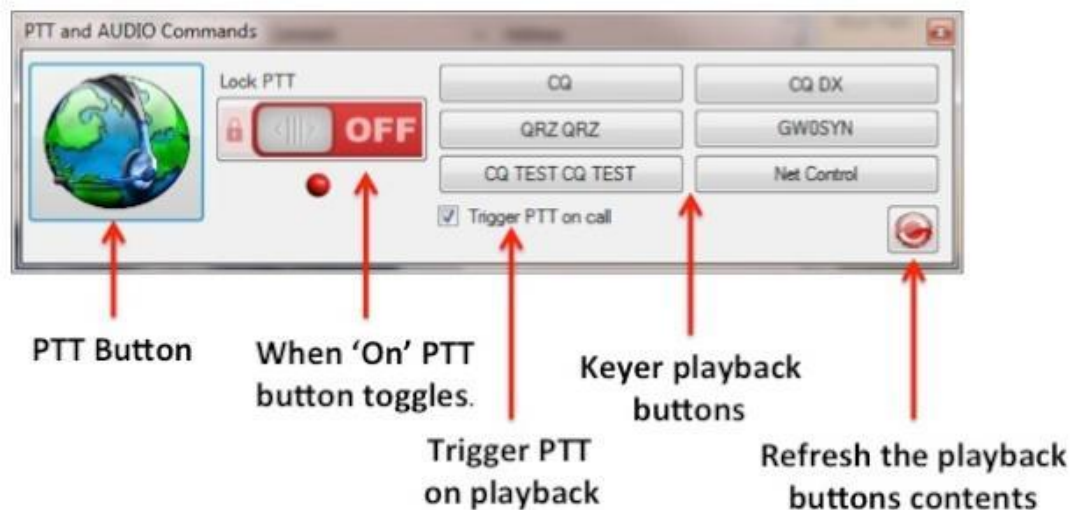 PTT and AUDIO Commands
Lock PTT
OFF
CQ
CQ DX
QRZ QRZ
GW0SYN
CQ TEST CQ TEST
Net Control
Trigger PTT on call
PTT Button
When ‘On’ PTT
button toggles.
Keyer playback
buttons
Trigger PTT
on playback
Refresh the playback
buttons contents